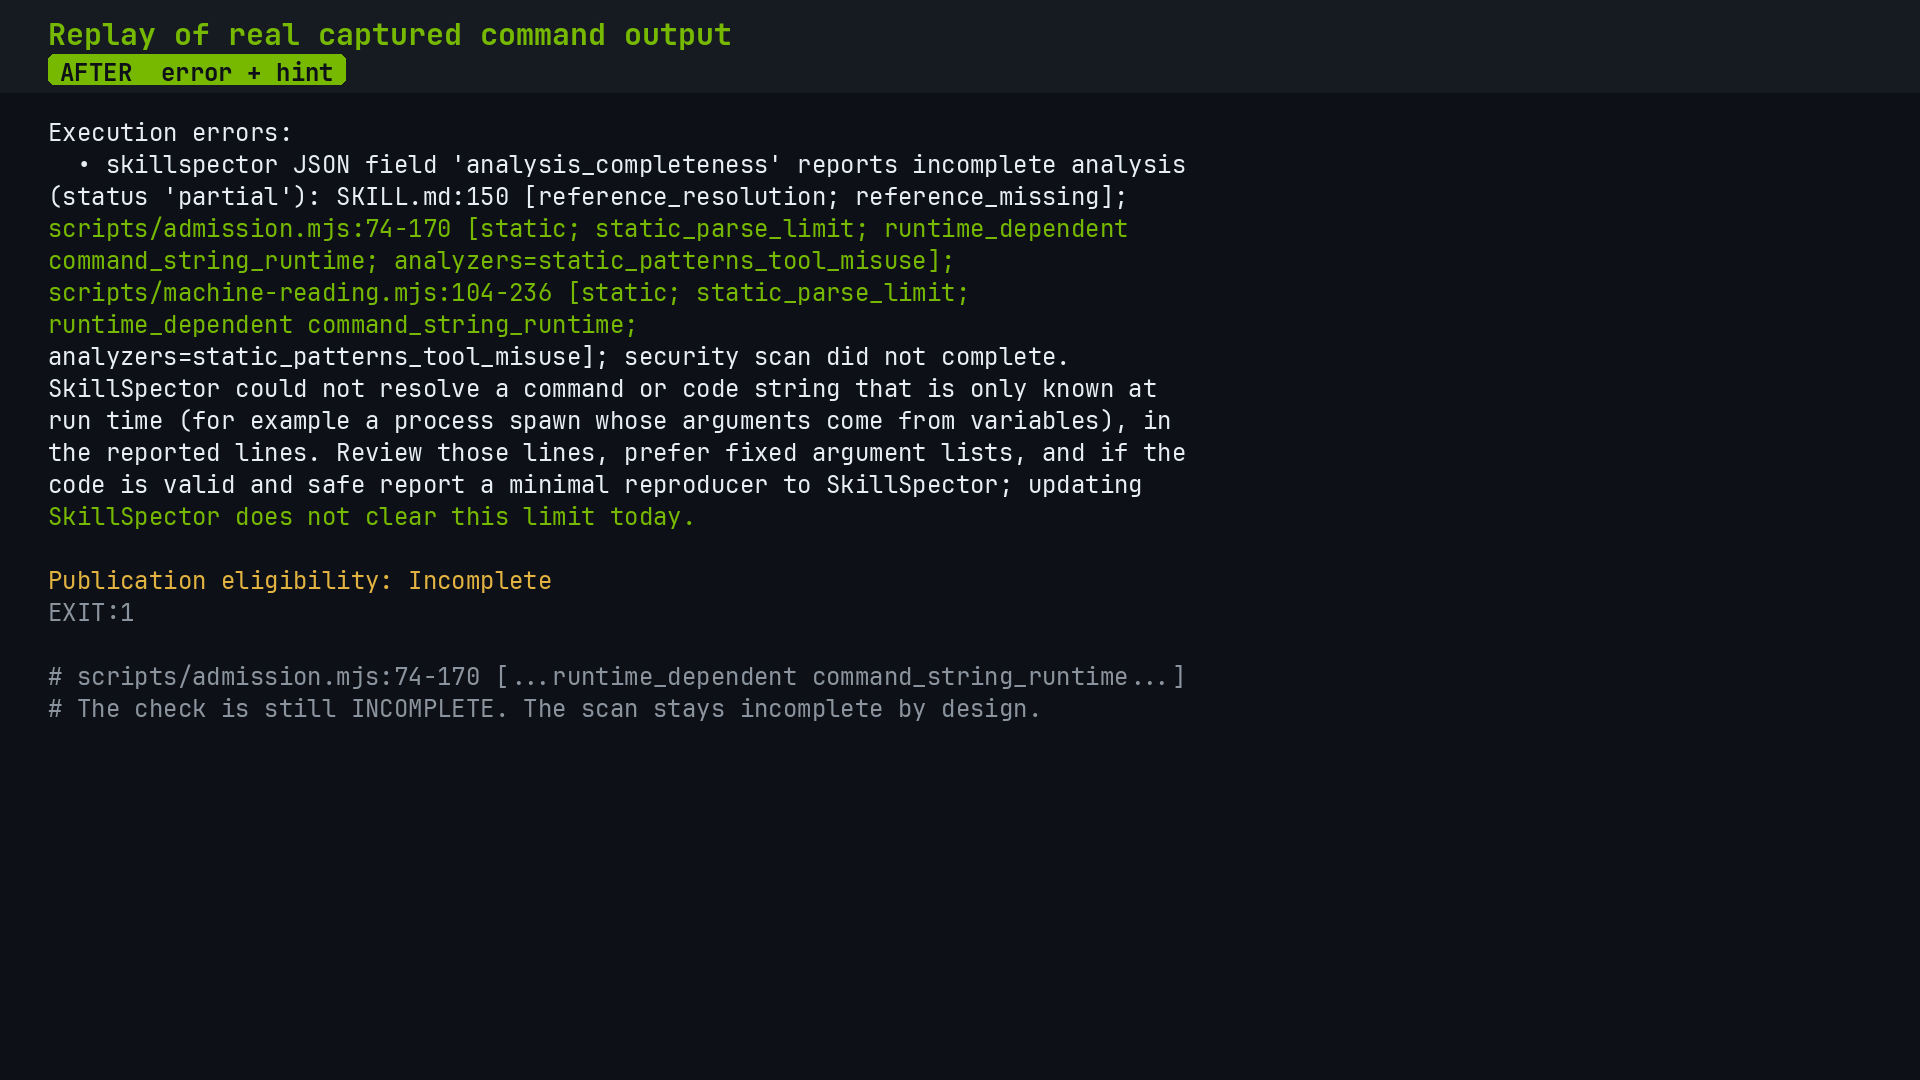 Replay of real captured command output
AFTER  error + hint
Execution errors:
  • skillspector JSON field 'analysis_completeness' reports incomplete analysis
(status 'partial'): SKILL.md:150 [reference_resolution; reference_missing];
scripts/admission.mjs:74-170 [static; static_parse_limit; runtime_dependent
command_string_runtime; analyzers=static_patterns_tool_misuse];
scripts/machine-reading.mjs:104-236 [static; static_parse_limit;
runtime_dependent command_string_runtime;
analyzers=static_patterns_tool_misuse]; security scan did not complete.
SkillSpector could not resolve a command or code string that is only known at
run time (for example a process spawn whose arguments come from variables), in
the reported lines. Review those lines, prefer fixed argument lists, and if the
code is valid and safe report a minimal reproducer to SkillSpector; updating
SkillSpector does not clear this limit today.
Publication eligibility: Incomplete
EXIT:1
# scripts/admission.mjs:74-170 [...runtime_dependent command_string_runtime...]
# The check is still INCOMPLETE. The scan stays incomplete by design.